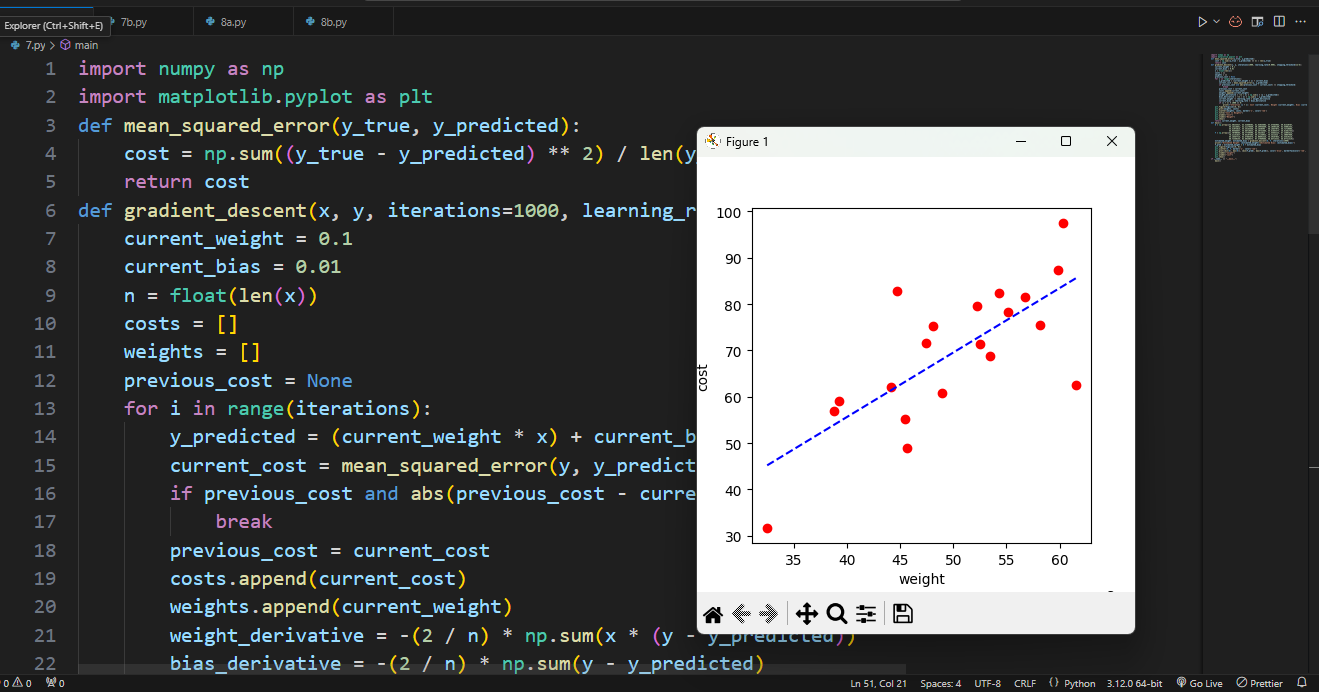 Explorer (Ctrl+Shift+E)
7b.py
8a.py
8b.py
7.py > main
1 import numpy as np
2 import matplotlib.pyplot as plt
3 def mean_squared_error(y_true, y_predicted):
4 cost = np.sum((y_true - y_predicted) ** 2) / len(y
5 return cost
6 def gradient_descent(x, y, iterations=1000, learning_r
7 current_weight = 0.1
8 current_bias = 0.01
9 n = float(len(x))
10 costs = []
11 weights = []
12 previous_cost = None
13 for i in range(iterations):
14 y_predicted = (current_weight * x) + current_b
15 current_cost = mean_squared_error(y, y_predict
16 if previous_cost and abs(previous_cost - curre
17 break
18 previous_cost = current_cost
19 costs.append(current_cost)
20 weights.append(current_weight)
21 weight_derivative = -(2 / n) * np.sum(x * (y - y_predicted))
22 bias_derivative = -(2 / n) * np.sum(y - y_predicted)
Figure 1
100
90
80
70
60
50
40
30
cost
35 40 45 50 55 60
weight
0 0 0 Ln 51, Col 21 Spaces: 4 UTF-8 CRLF {} Python 3.12.0 64-bit Go Live Prettier